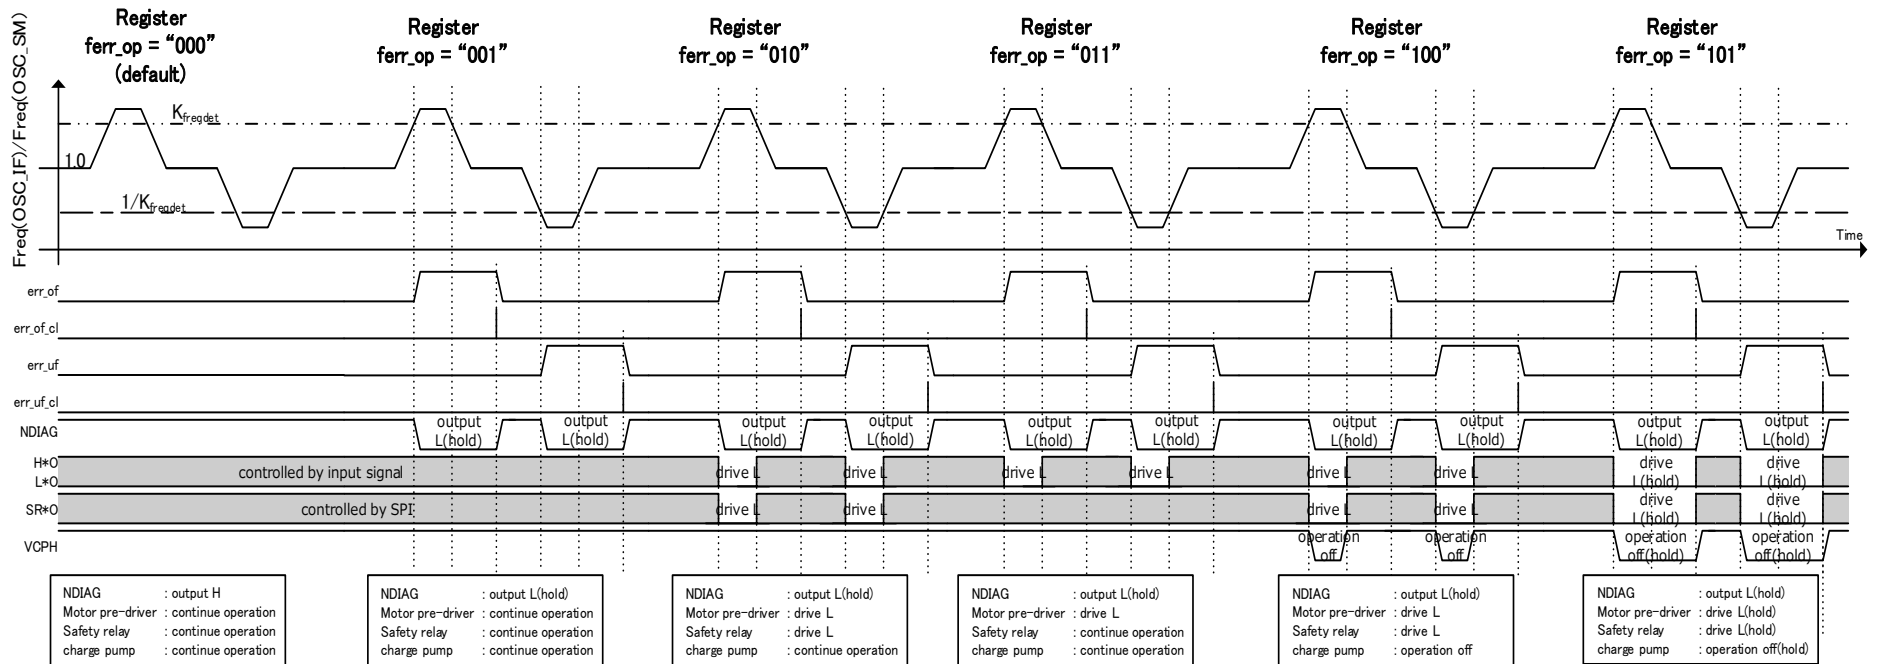 Register
ferr_op = “000”
(default)
Register
ferr_op = “001”
Register
ferr_op = “010”
Register
ferr_op = “011”
Register
ferr_op = “100”
Register
ferr_op = “101”
Freq(OSC_IF)/Freq(OSC_SM)
Kfreqdet
1.0
1/Kfreqdet
Time
err_of
err_of_cl
err_uf
err_uf_cl
NDIAG
output
L(hold)
output
L(hold)
output
L(hold)
output
L(hold)
output
L(hold)
output
L(hold)
output
L(hold)
output
L(hold)
output
L(hold)
output
L(hold)
H*O
L*O
controlled by input signal
drive L
drive L
drive L
drive L
drive L
drive L
drive
L(hold)
drive
L(hold)
SR*O
controlled by SPI
drive L
drive L
drive L
drive L
drive
L(hold)
drive
L(hold)
VCPH
operation
off
operation
off
operation
off(hold)
operation
off(hold)
NDIAG : output H
Motor pre-driver : continue operation
Safety relay : continue operation
charge pump : continue operation
NDIAG : output L(hold)
Motor pre-driver : continue operation
Safety relay : continue operation
charge pump : continue operation
NDIAG : output L(hold)
Motor pre-driver : drive L
Safety relay : drive L
charge pump : continue operation
NDIAG : output L(hold)
Motor pre-driver : drive L
Safety relay : continue operation
charge pump : continue operation
NDIAG : output L(hold)
Motor pre-driver : drive L
Safety relay : drive L
charge pump : operation off
NDIAG : output L(hold)
Motor pre-driver : drive L(hold)
Safety relay : drive L(hold)
charge pump : operation off(hold)